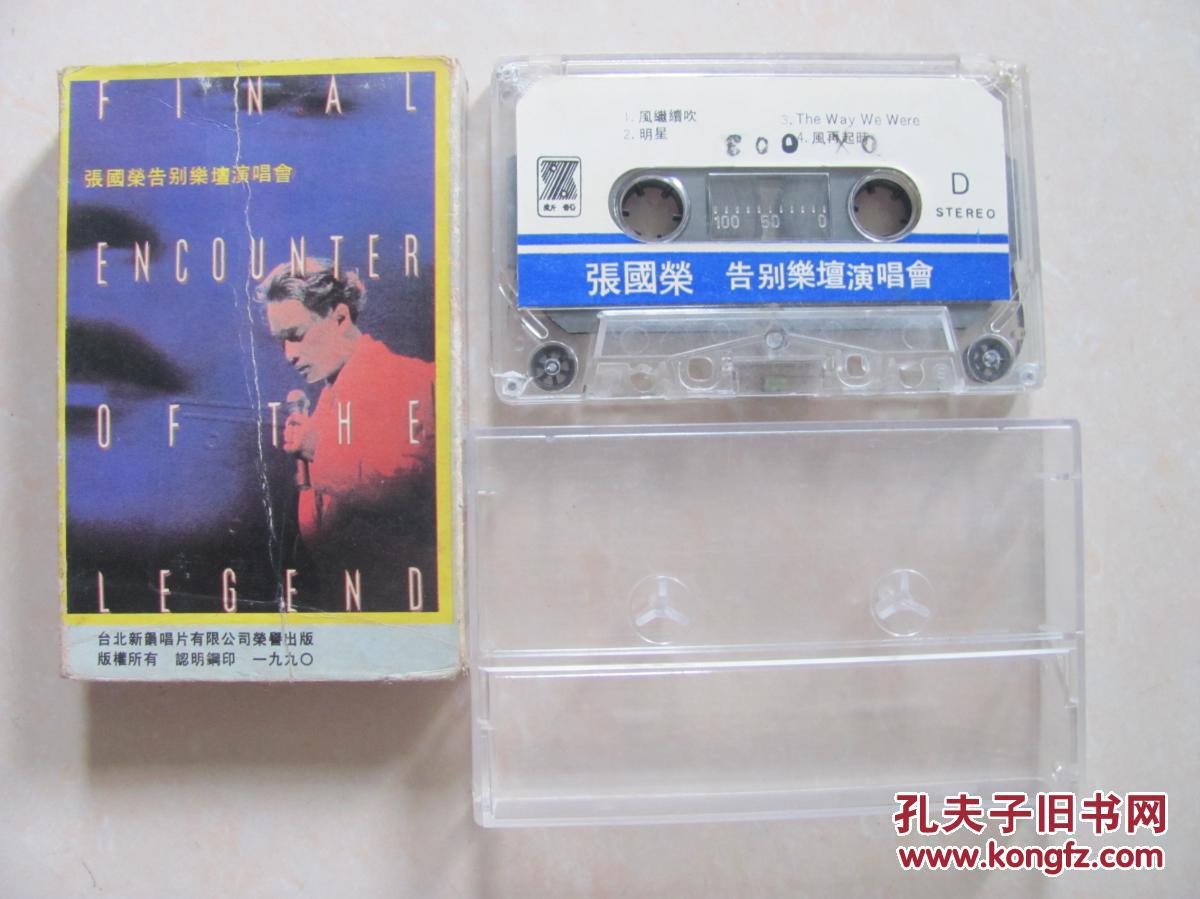 FINAL
張國榮告别樂壇演唱會
ENCOUNTER
OF THE
LEGEND
台北新鎭唱片有限公司榮譽出版
版權所有 認明鋼印 一九九〇
1. 風繼續吹
2. 明星
3. The Way We Were
4. 風再起時
D
STEREO
100 50 0
張國榮 告别樂壇演唱會
孔夫子旧书网
www.kongfz.com